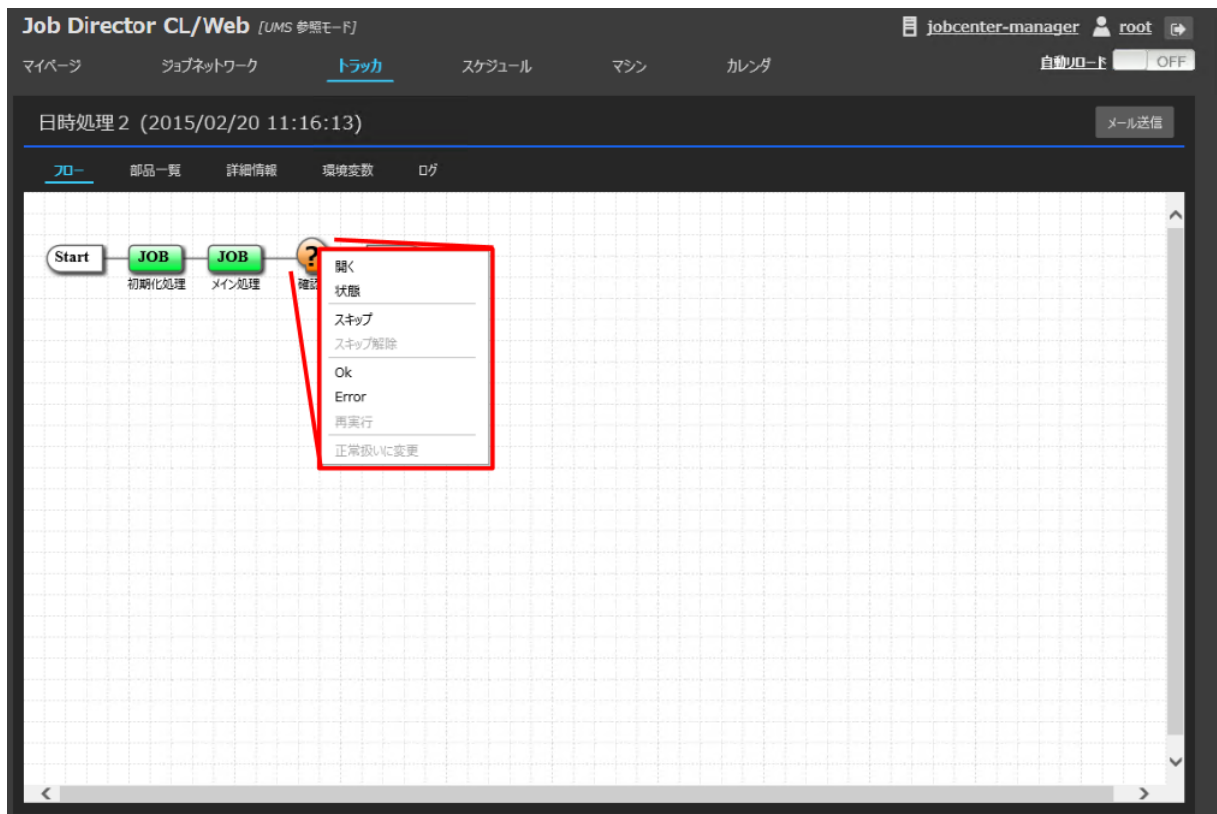 Job Director CL/Web [UMS 参照モード] jobcenter-manager root
マイページ ジョブネットワーク トラッカ スケジュール マシン カレンダ 自動リロード OFF
日時処理2 (2015/02/20 11:16:13) メール送信
フロー 部品一覧 詳細情報 環境変数 ログ
Start JOB JOB ?
初期化処理 メイン処理 確認
開く
状態
スキップ
スキップ解除
Ok
Error
再実行
正常扱いに変更